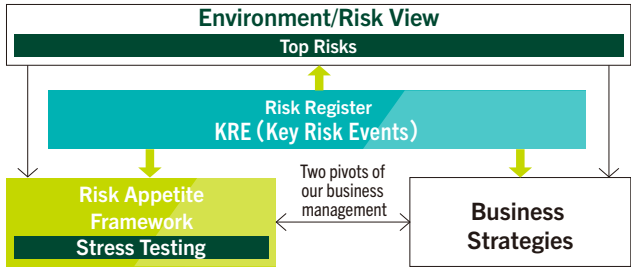 Environment/Risk View
Top Risks
Risk Register
KRE (Key Risk Events)
Two pivots of
our business
management
Risk Appetite
Framework
Stress Testing
Business
Strategies